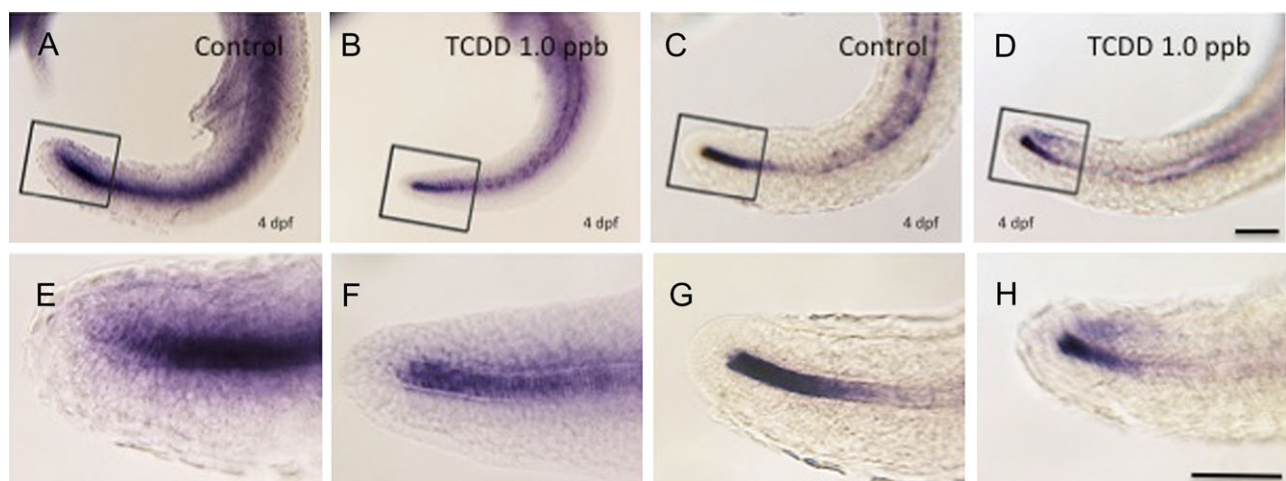 A Control
B TCDD 1.0 ppb
C Control
D TCDD 1.0 ppb
4 dpf
4 dpf
4 dpf
4 dpf
E
F
G
H